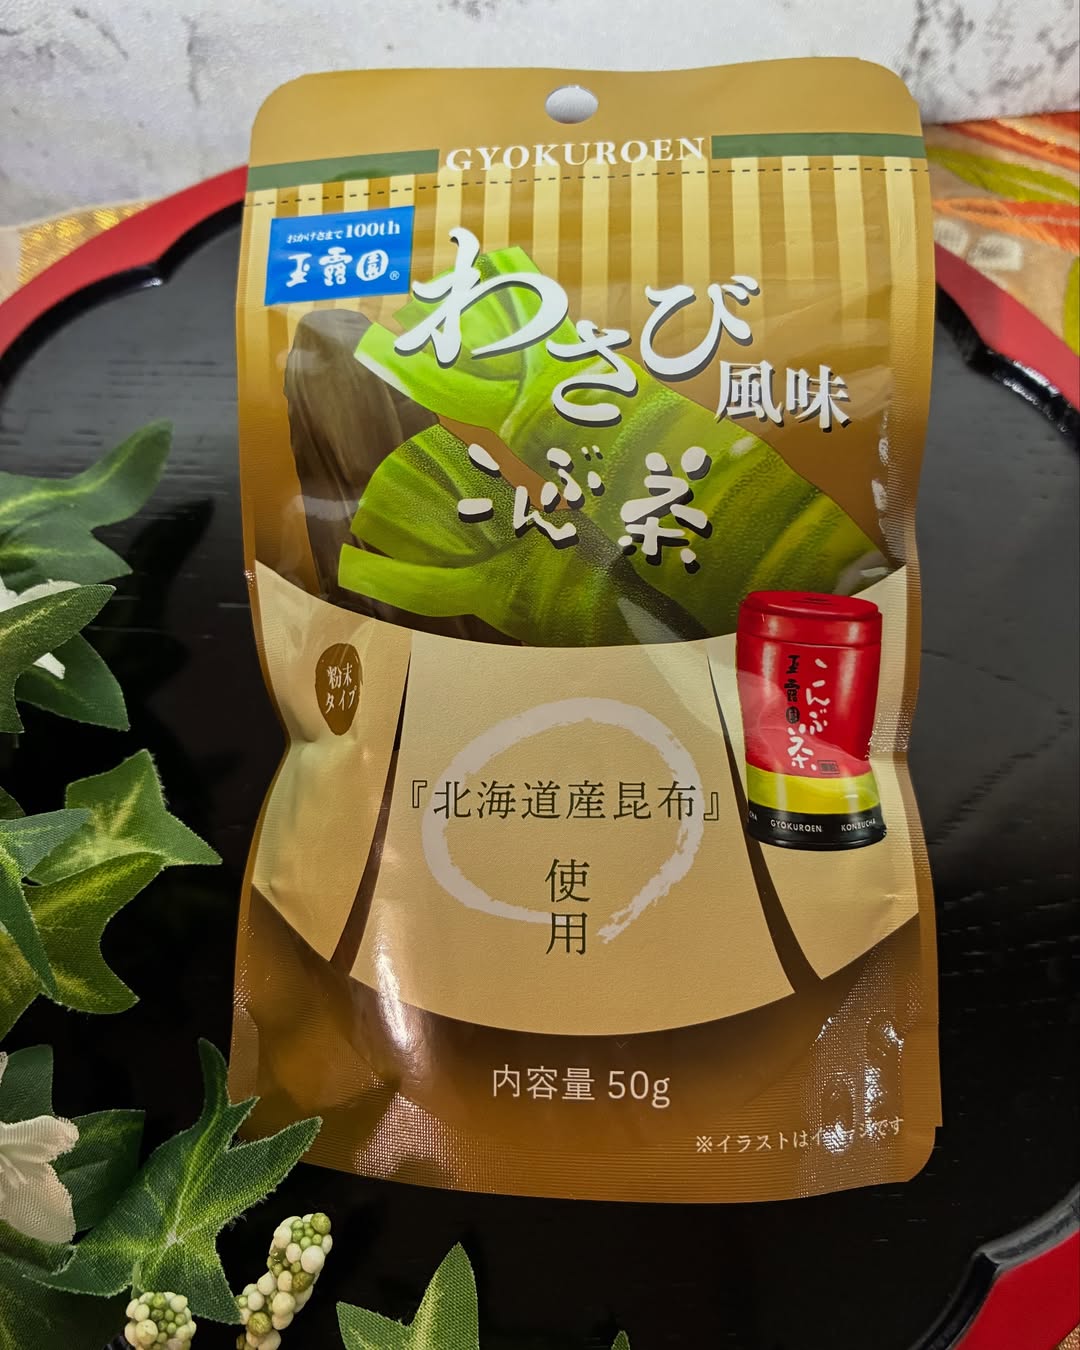 GYOKUROEN
おかげさまで100th
玉露園®
わさび
風味
こんぶ茶
粉末
タイプ
玉露園
こんぶ茶
GYOKUROEN KONBUCHA
『北海道産昆布』
使用
内容量 50g
※イラストはイメージです